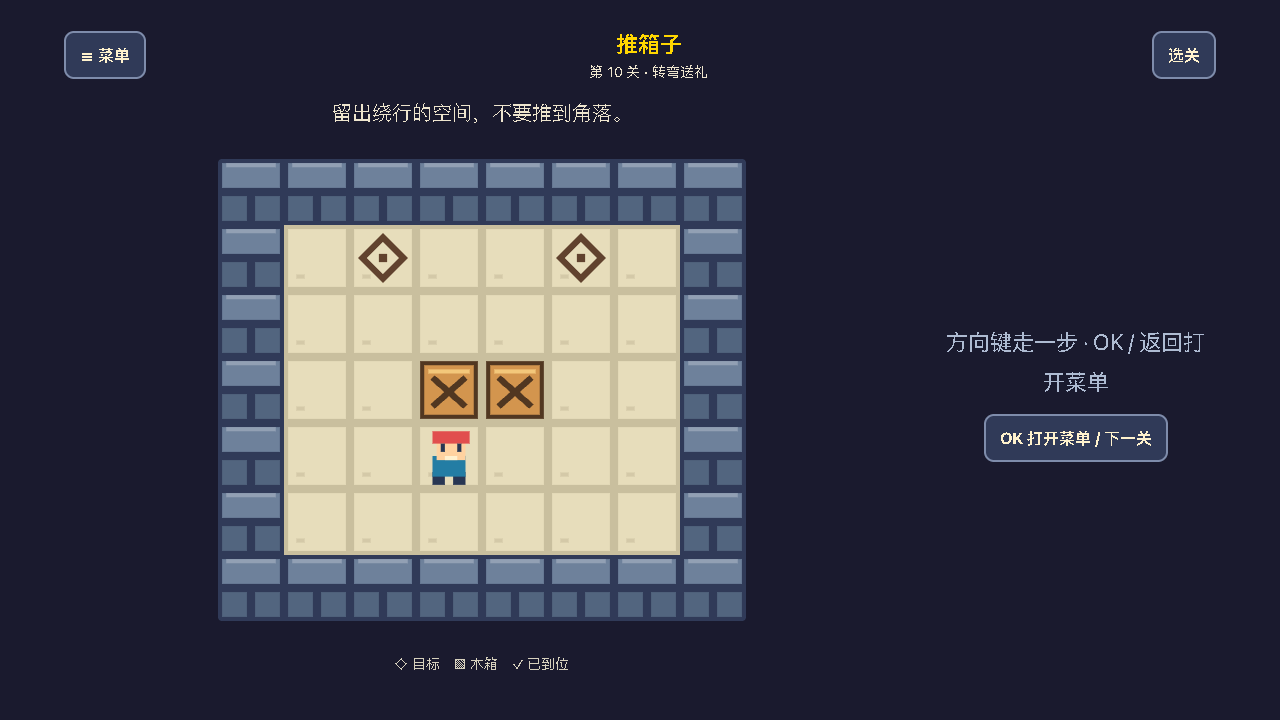 ≡ 菜单
推箱子
选关
第 10 关 · 转弯送礼
留出绕行的空间，不要推到角落。
方向键走一步 · OK / 返回打
开菜单
OK 打开菜单 / 下一关
◇ 目标 ▧ 木箱 ✓ 已到位